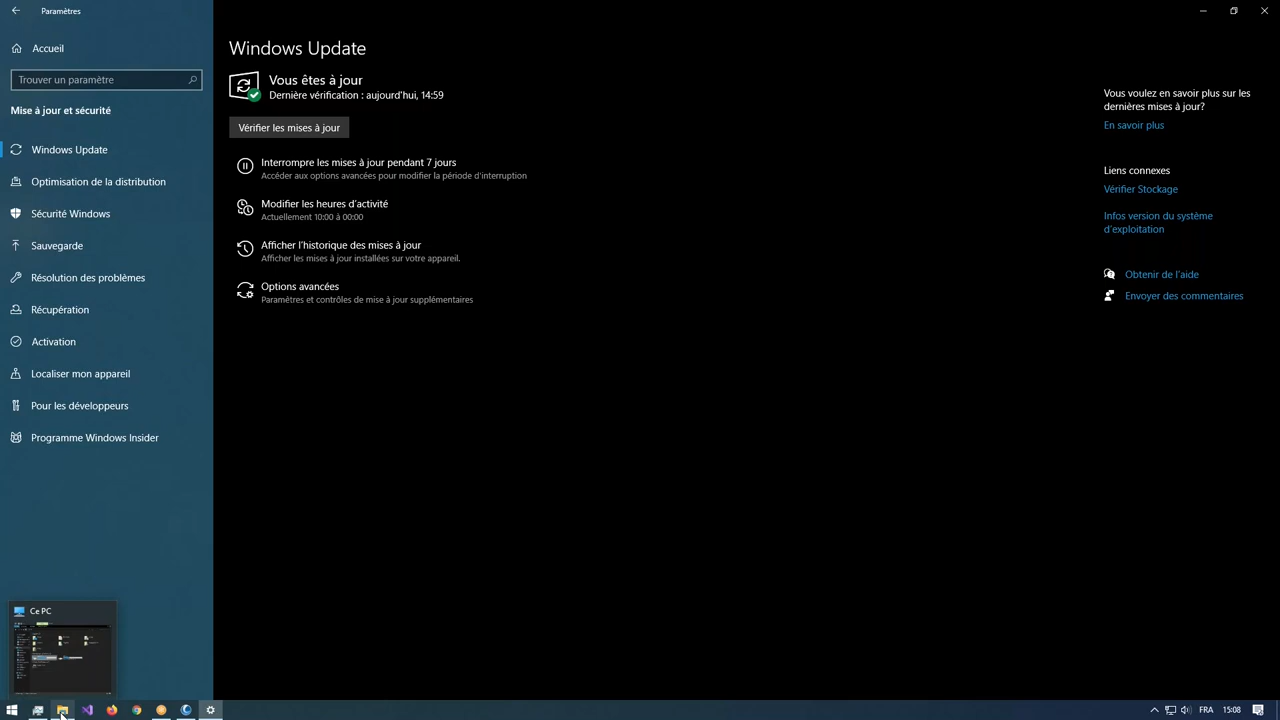 Paramètres
Accueil
Trouver un paramètre
Mise à jour et sécurité
Windows Update
Optimisation de la distribution
Sécurité Windows
Sauvegarde
Résolution des problèmes
Récupération
Activation
Localiser mon appareil
Pour les développeurs
Programme Windows Insider
Windows Update
Vous êtes à jour
Dernière vérification : aujourd'hui, 14:59
Vérifier les mises à jour
Interrompre les mises à jour pendant 7 jours
Accéder aux options avancées pour modifier la période d'interruption
Modifier les heures d'activité
Actuellement 10:00 à 00:00
Afficher l'historique des mises à jour
Afficher les mises à jour installées sur votre appareil.
Options avancées
Paramètres et contrôles de mise à jour supplémentaires
Vous voulez en savoir plus sur les
dernières mises à jour?
En savoir plus
Liens connexes
Vérifier Stockage
Infos version du système
d'exploitation
Obtenir de l'aide
Envoyer des commentaires
Ce PC
FRA
15:08